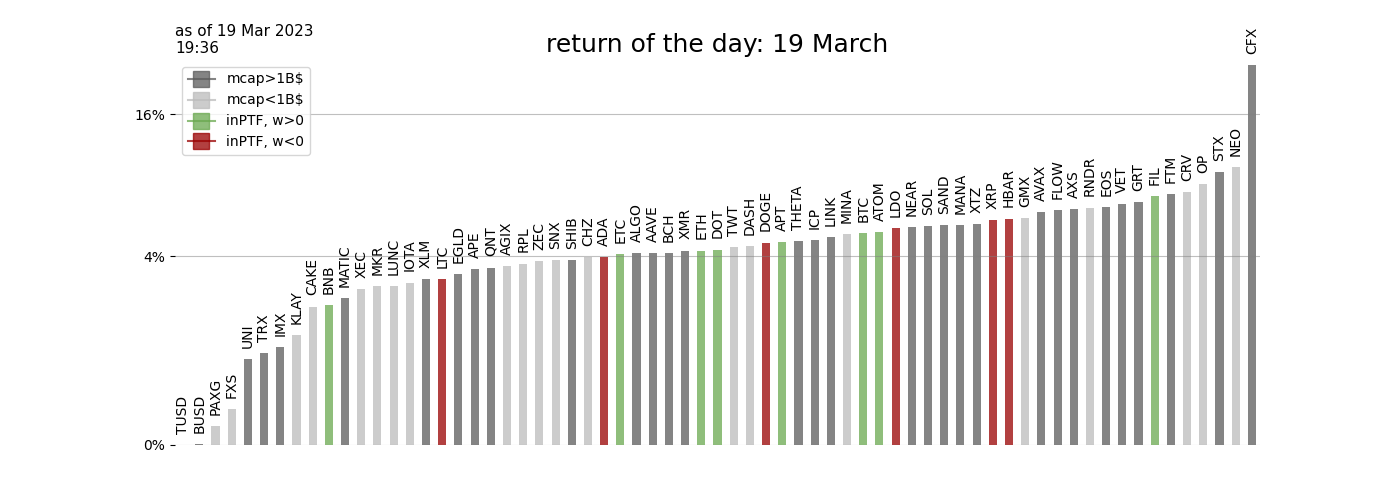 as of 19 Mar 2023
19:36
return of the day: 19 March
mcap>1B$
mcap<1B$
inPTF, w>0
inPTF, w<0
16%
4%
0%
TUSD
BUSD
PAXG
FXS
UNI
TRX
IMX
KLAY
CAKE
BNB
MATIC
XEC
MKR
LUNC
IOTA
XLM
LTC
EGLD
APE
QNT
AGIX
RPL
ZEC
SNX
SHIB
CHZ
ADA
ETC
ALGO
AAVE
BCH
XMR
ETH
DOT
TWT
DASH
DOGE
APT
THETA
ICP
LINK
MINA
BTC
ATOM
LDO
NEAR
SOL
SAND
MANA
XTZ
XRP
HBAR
GMX
AVAX
FLOW
AXS
RNDR
EOS
VET
GRT
FIL
FTM
CRV
OP
STX
NEO
CFX